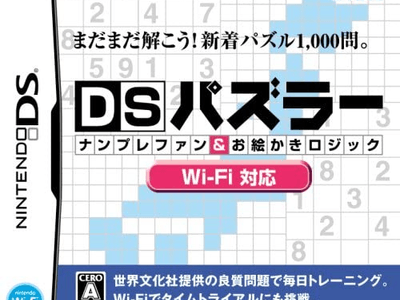 まだまだ解こう!新着パズル1,000問。
NINTENDO DS
DSパズラー
ナンプレファン&お絵かきロジック
Wi-Fi 対応
CERO
A
世界文化社提供の良質問題で毎日トレーニング。
Wi-Fiでタイムトライアルにも挑戦
nintendo
Wi-Fi